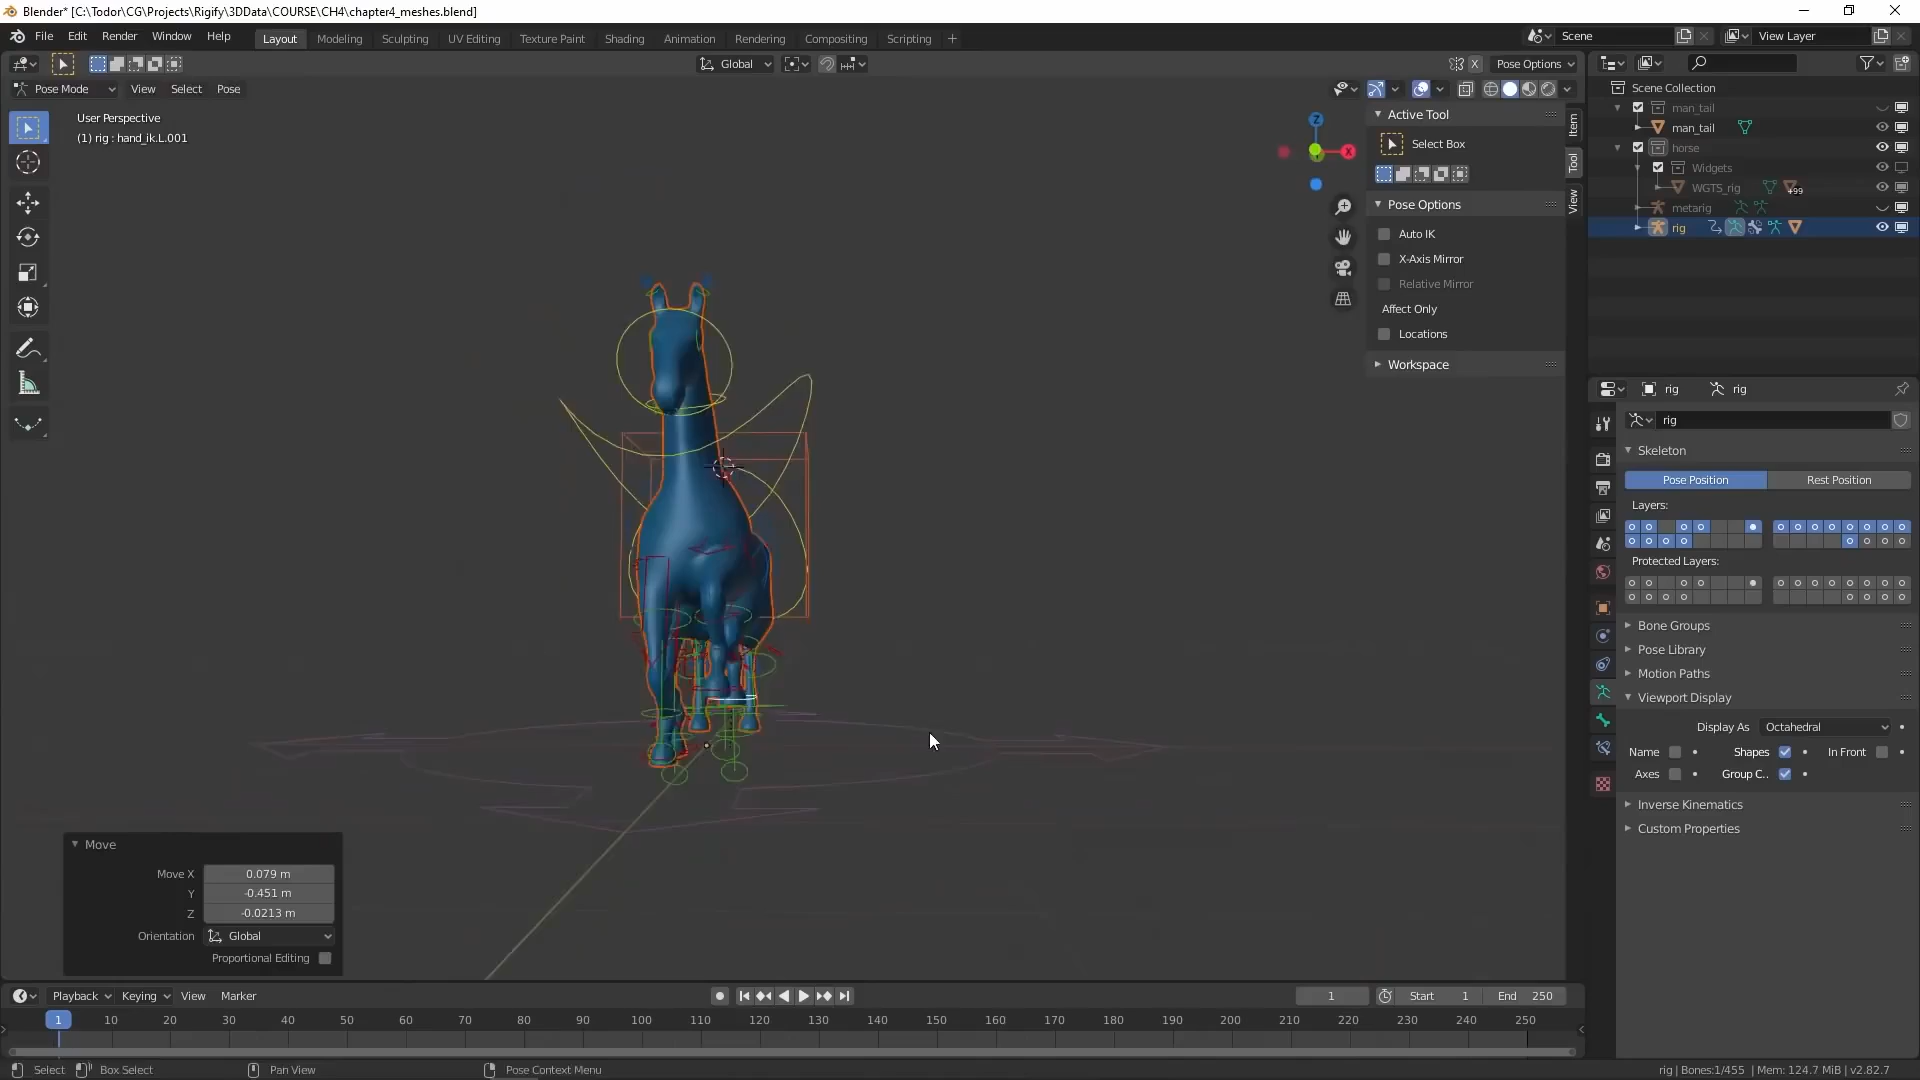 Blender* [C:\Todor\CG\Projects\Rigify\3DData\COURSE\CH4\chapter4_meshes.blend]
File Edit Render Window Help Layout Modeling Sculpting UV Editing Texture Paint Shading Animation Rendering Compositing Scripting + Scene View Layer
Global X Pose Options
Pose Mode View Select Pose
User Perspective
(1) rig : hand_ik.L.001
Z
X
Active Tool
Select Box
Pose Options
Auto IK
X-Axis Mirror
Relative Mirror
Affect Only
Locations
Workspace
Item
Tool
View
Scene Collection
man_tail
man_tail
horse
Widgets
WGTS_rig +99
metarig
rig
rig rig
rig
Skeleton
Pose Position Rest Position
Layers:
Protected Layers:
Bone Groups
Pose Library
Motion Paths
Viewport Display
Display As Octahedral
Name Shapes In Front
Axes Group C..
Inverse Kinematics
Custom Properties
Move
Move X 0.079 m
Y -0.451 m
Z -0.0213 m
Orientation Global
Proportional Editing
Playback Keying View Marker 1 Start 1 End 250
1 10 20 30 40 50 60 70 80 90 100 110 120 130 140 150 160 170 180 190 200 210 220 230 240 250
Select Box Select Pan View Pose Context Menu rig | Bones:1/455 | Mem: 124.7 MiB | v2.82.7